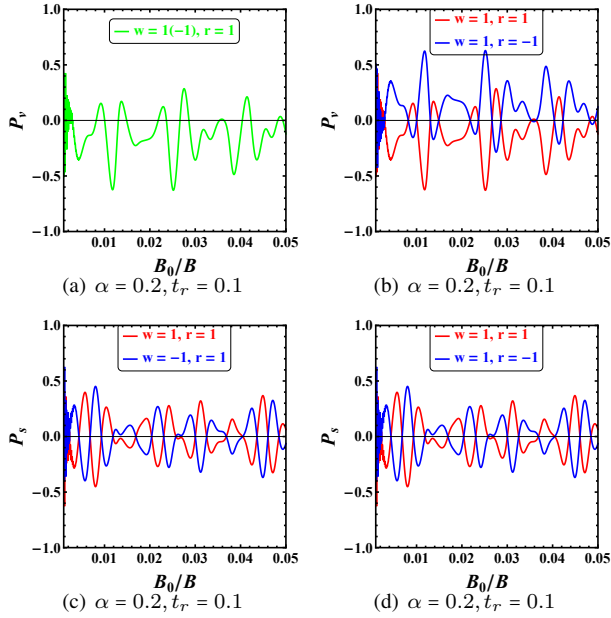 w = 1(−1), r = 1
1.0
0.5
0.0
−0.5
−1.0
P_v
0.01 0.02 0.03 0.04 0.05
B_0/B
(a) α = 0.2, t_r = 0.1
w = 1, r = 1
w = 1, r = −1
1.0
0.5
0.0
−0.5
−1.0
P_v
0.01 0.02 0.03 0.04 0.05
B_0/B
(b) α = 0.2, t_r = 0.1
w = 1, r = 1
w = −1, r = 1
1.0
0.5
0.0
−0.5
−1.0
P_s
0.01 0.02 0.03 0.04 0.05
B_0/B
(c) α = 0.2, t_r = 0.1
w = 1, r = 1
w = 1, r = −1
1.0
0.5
0.0
−0.5
−1.0
P_s
0.01 0.02 0.03 0.04 0.05
B_0/B
(d) α = 0.2, t_r = 0.1